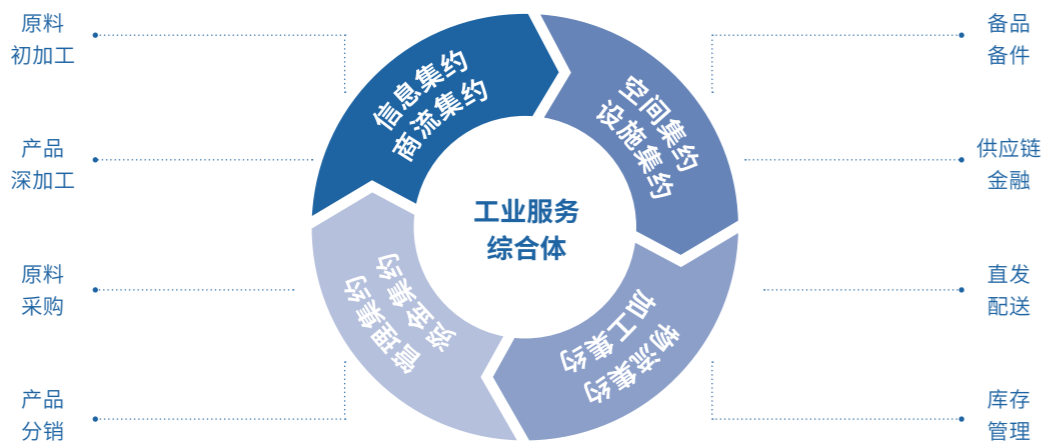 原料
初加工
产品
深加工
原料
采购
产品
分销
信息集约
商流集约
空间集约
设施集约
工业服务
综合体
管理集约
资金集约
加工集约
物流集约
备品
备件
供应链
金融
直发
配送
库存
管理